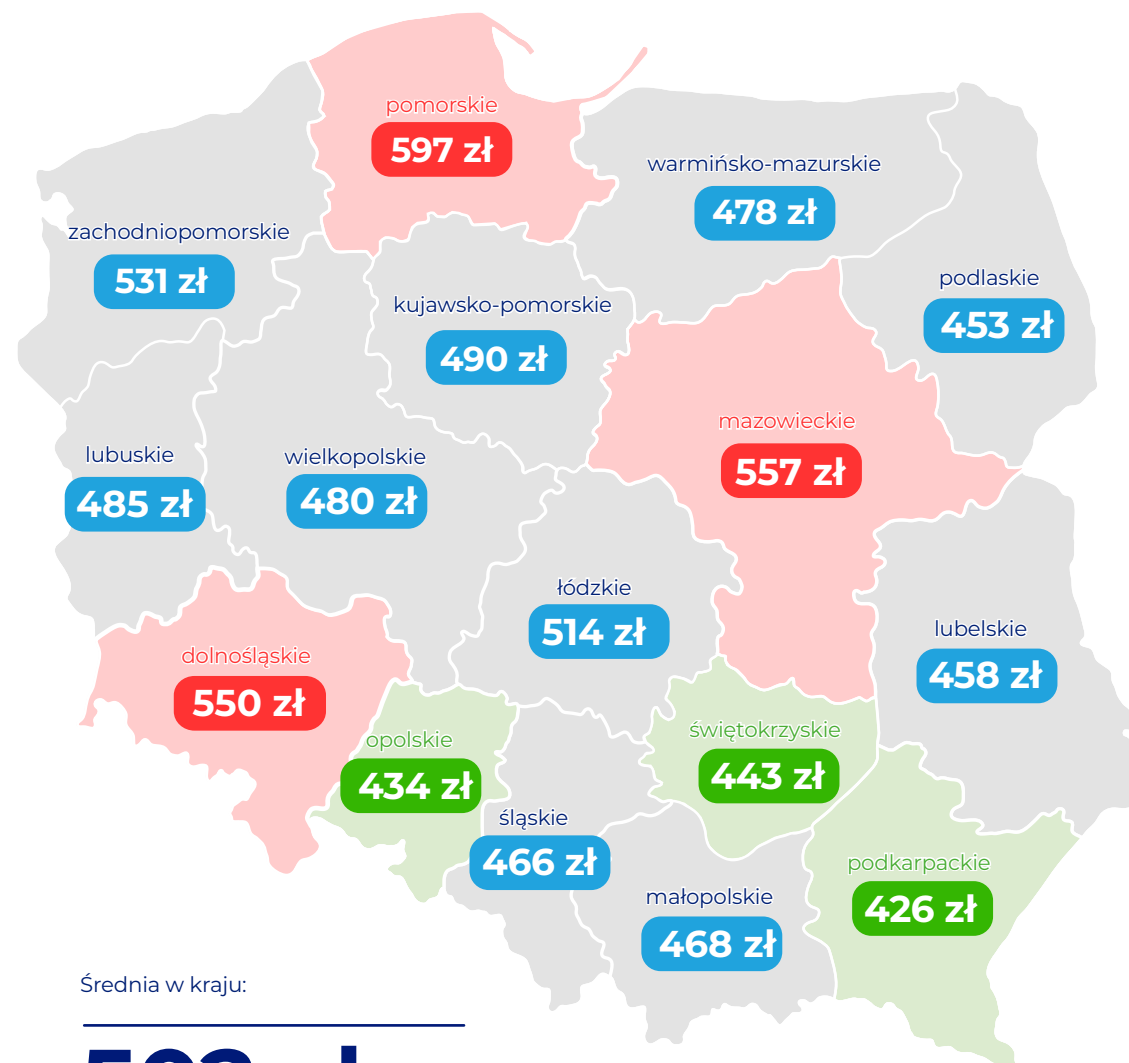 pomorskie
597 zł
warmińsko-mazurskie
478 zł
zachodniopomorskie
531 zł
podlaskie
453 zł
kujawsko-pomorskie
490 zł
mazowieckie
557 zł
lubuskie
485 zł
wielkopolskie
480 zł
łódzkie
514 zł
lubelskie
458 zł
dolnośląskie
550 zł
opolskie
434 zł
świętokrzyskie
443 zł
śląskie
466 zł
podkarpackie
426 zł
małopolskie
468 zł
Średnia w kraju: